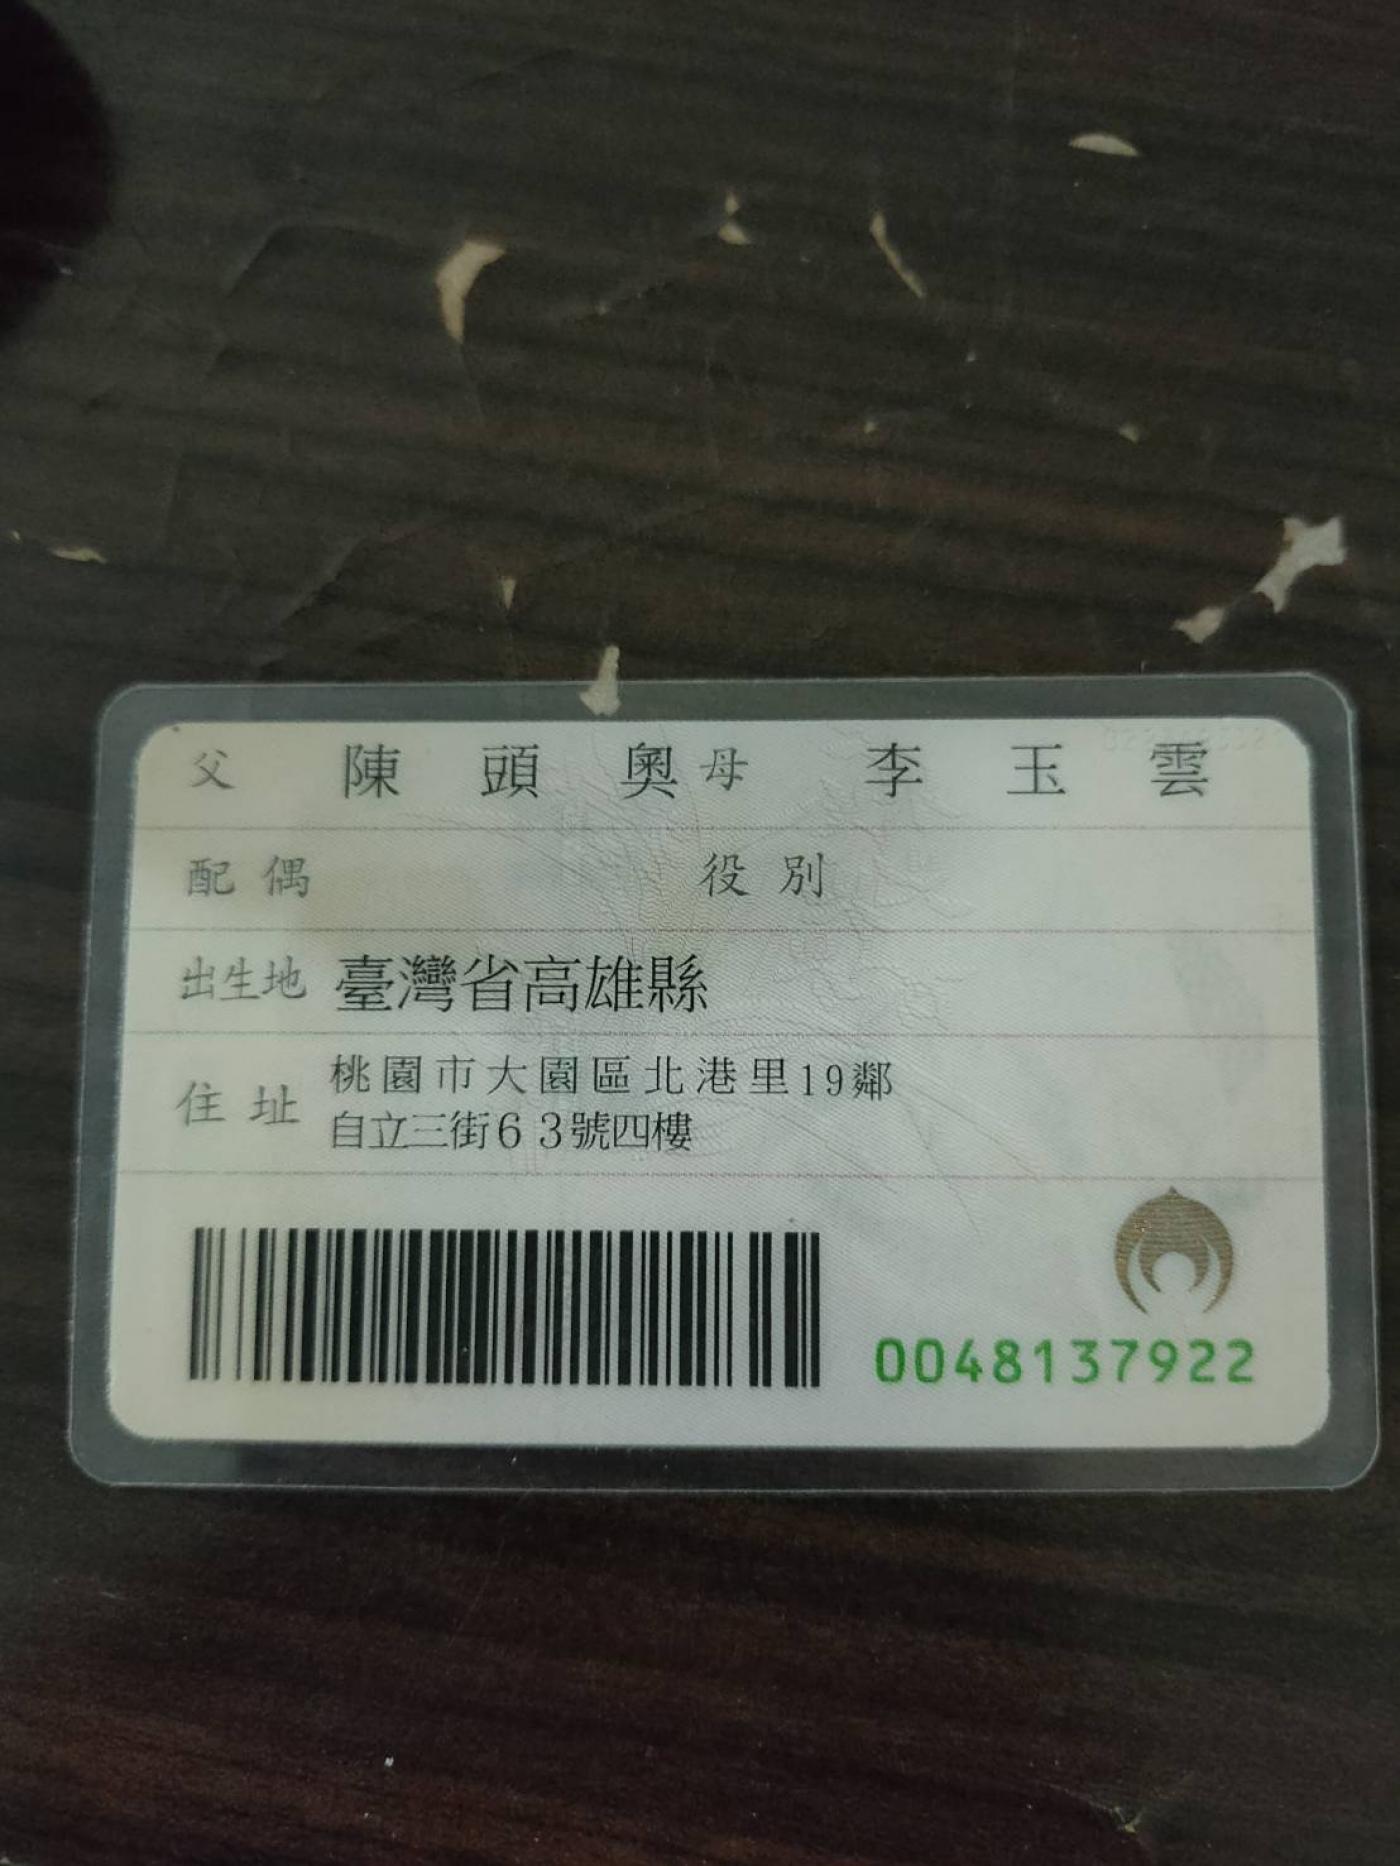 父 陳頭奧 母 李玉雲
配偶 役別
出生地 臺灣省高雄縣
住址 桃園市大園區北港里19鄰
自立三街63號四樓
0048137922